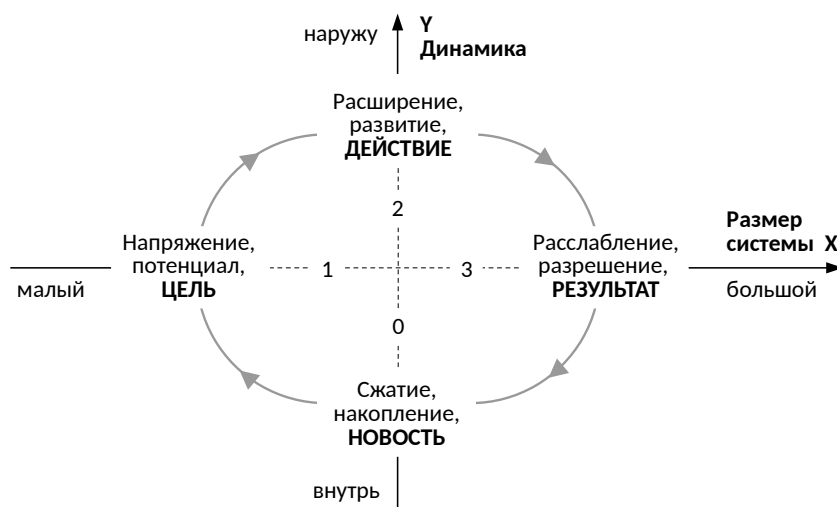 наружу
Y
Динамика
Расширение,
развитие,
ДЕЙСТВИЕ
2
Напряжение,
потенциал,
ЦЕЛЬ
1
3
Расслабление,
разрешение,
РЕЗУЛЬТАТ
Размер
системы X
малый
большой
0
Сжатие,
накопление,
НОВОСТЬ
внутрь